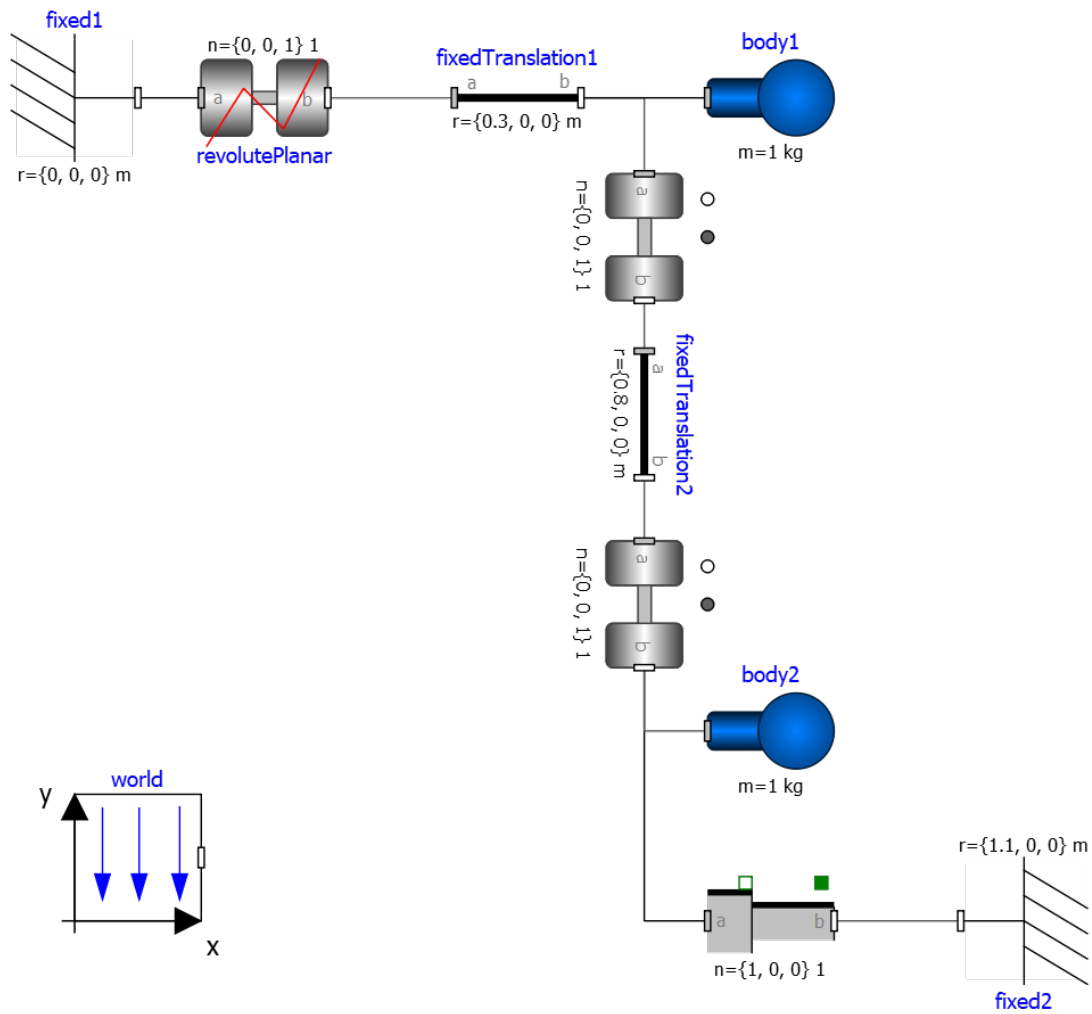 fixed1
r={0, 0, 0} m
n={0, 0, 1} 1
a
b
revolutePlanar
fixedTranslation1
a
b
r={0.3, 0, 0} m
body1
m=1 kg
n={0, 0, 1} 1
a
b
fixedTranslation2
r={0.8, 0, 0} m
a
b
n={0, 0, 1} 1
a
b
body2
m=1 kg
world
y
x
r={1.1, 0, 0} m
a
b
n={1, 0, 0} 1
fixed2